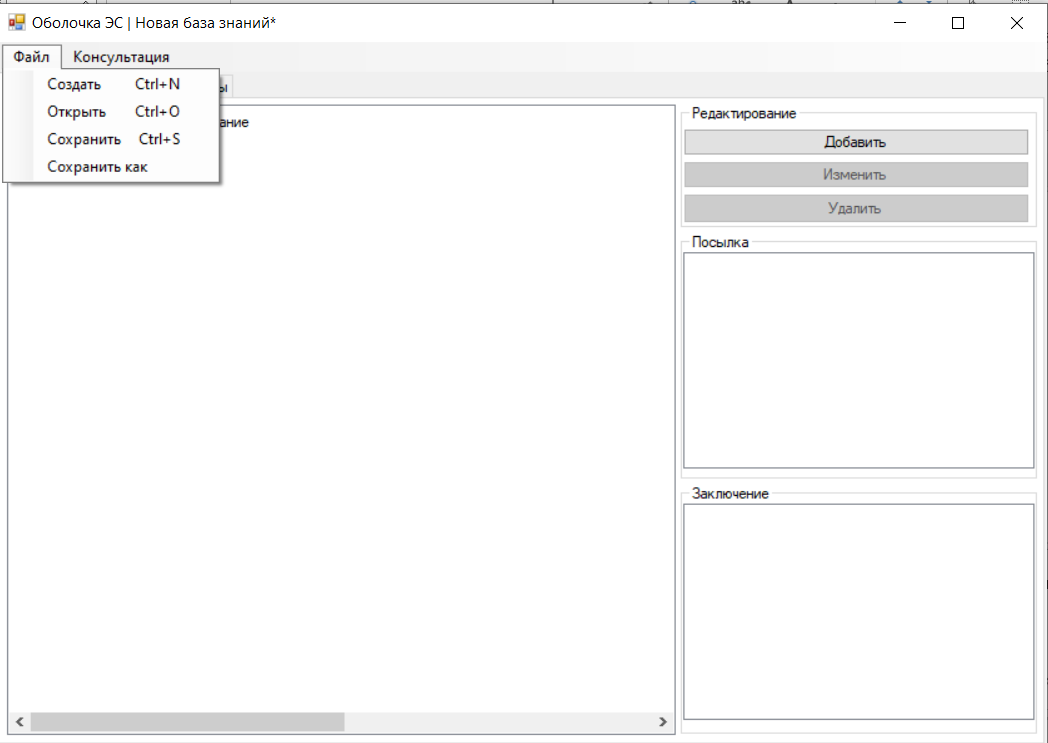 Оболочка ЭС | Новая база знаний*
Файл Консультация
Создать Ctrl+N
Открыть Ctrl+O
Сохранить Ctrl+S
Сохранить как
Редактирование
Добавить
Изменить
Удалить
Посылка
Заключение